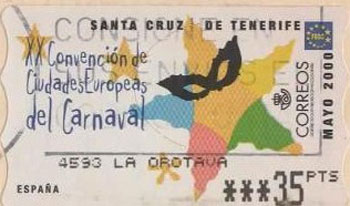 SANTA CRUZ DE TENERIFE
XX Convención de
Ciudades Europeas
del Carnaval
CORREOS
MAYO 2000
4593 LA OROTAVA
ESPAÑA
***35 PTS